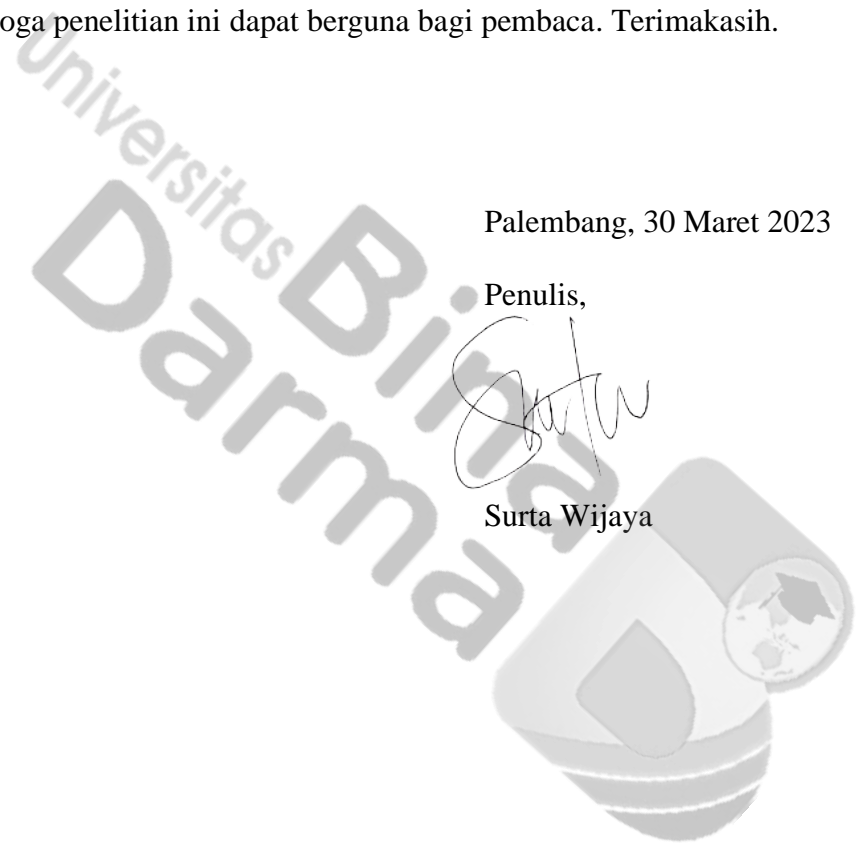 oga penelitian ini dapat berguna bagi pembaca. Terimakasih.
Universitas
Bina
Darma
Palembang, 30 Maret 2023
Penulis,
Surta Wijaya